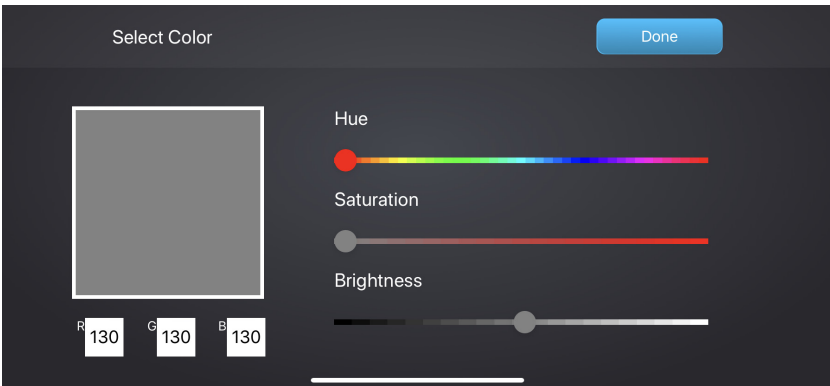 Select Color
Done
Hue
Saturation
Brightness
R 130 G 130 B 130